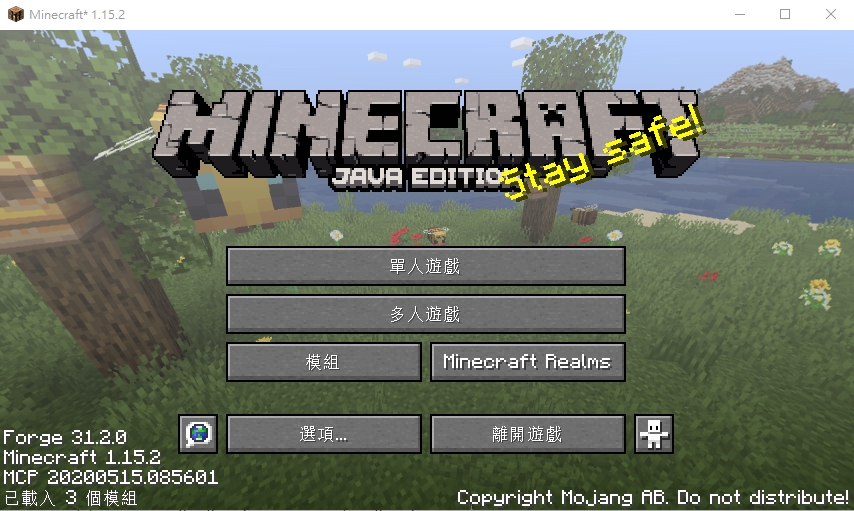 Minecraft* 1.15.2
MINECRAFT
JAVA EDITIO
Stay safe!
單人遊戲
多人遊戲
模組
Minecraft Realms
選項...
離開遊戲
Forge 31.2.0
Minecraft 1.15.2
MCP 20200515.085601
已載入 3 個模組
Copyright Mojang AB. Do not distribute!